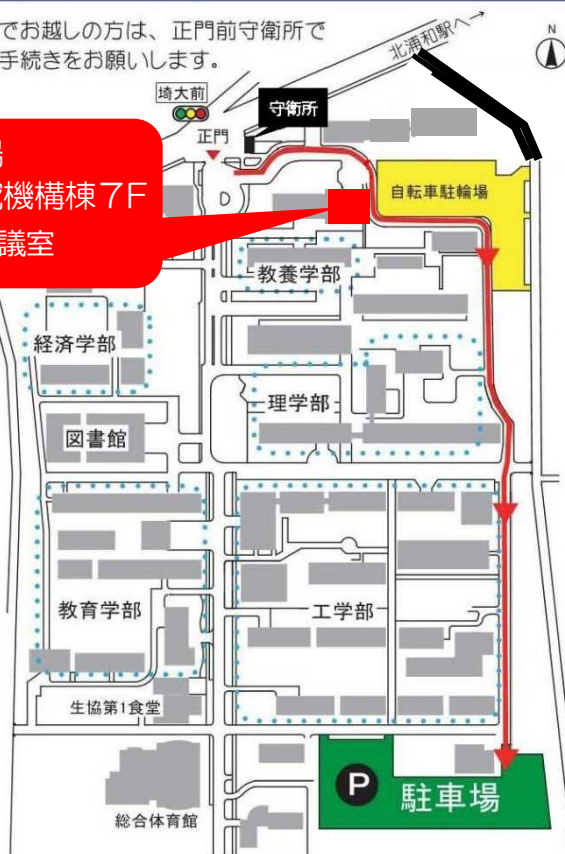 でお越しの方は、正門前守衛所で
手続きをお願いします。
北浦和駅へ
N
埼大前
守衛所
正門
場
機構棟7F
議室
自転車駐輪場
教養学部
経済学部
理学部
図書館
教育学部
工学部
生協第1食堂
P
駐車場
総合体育館